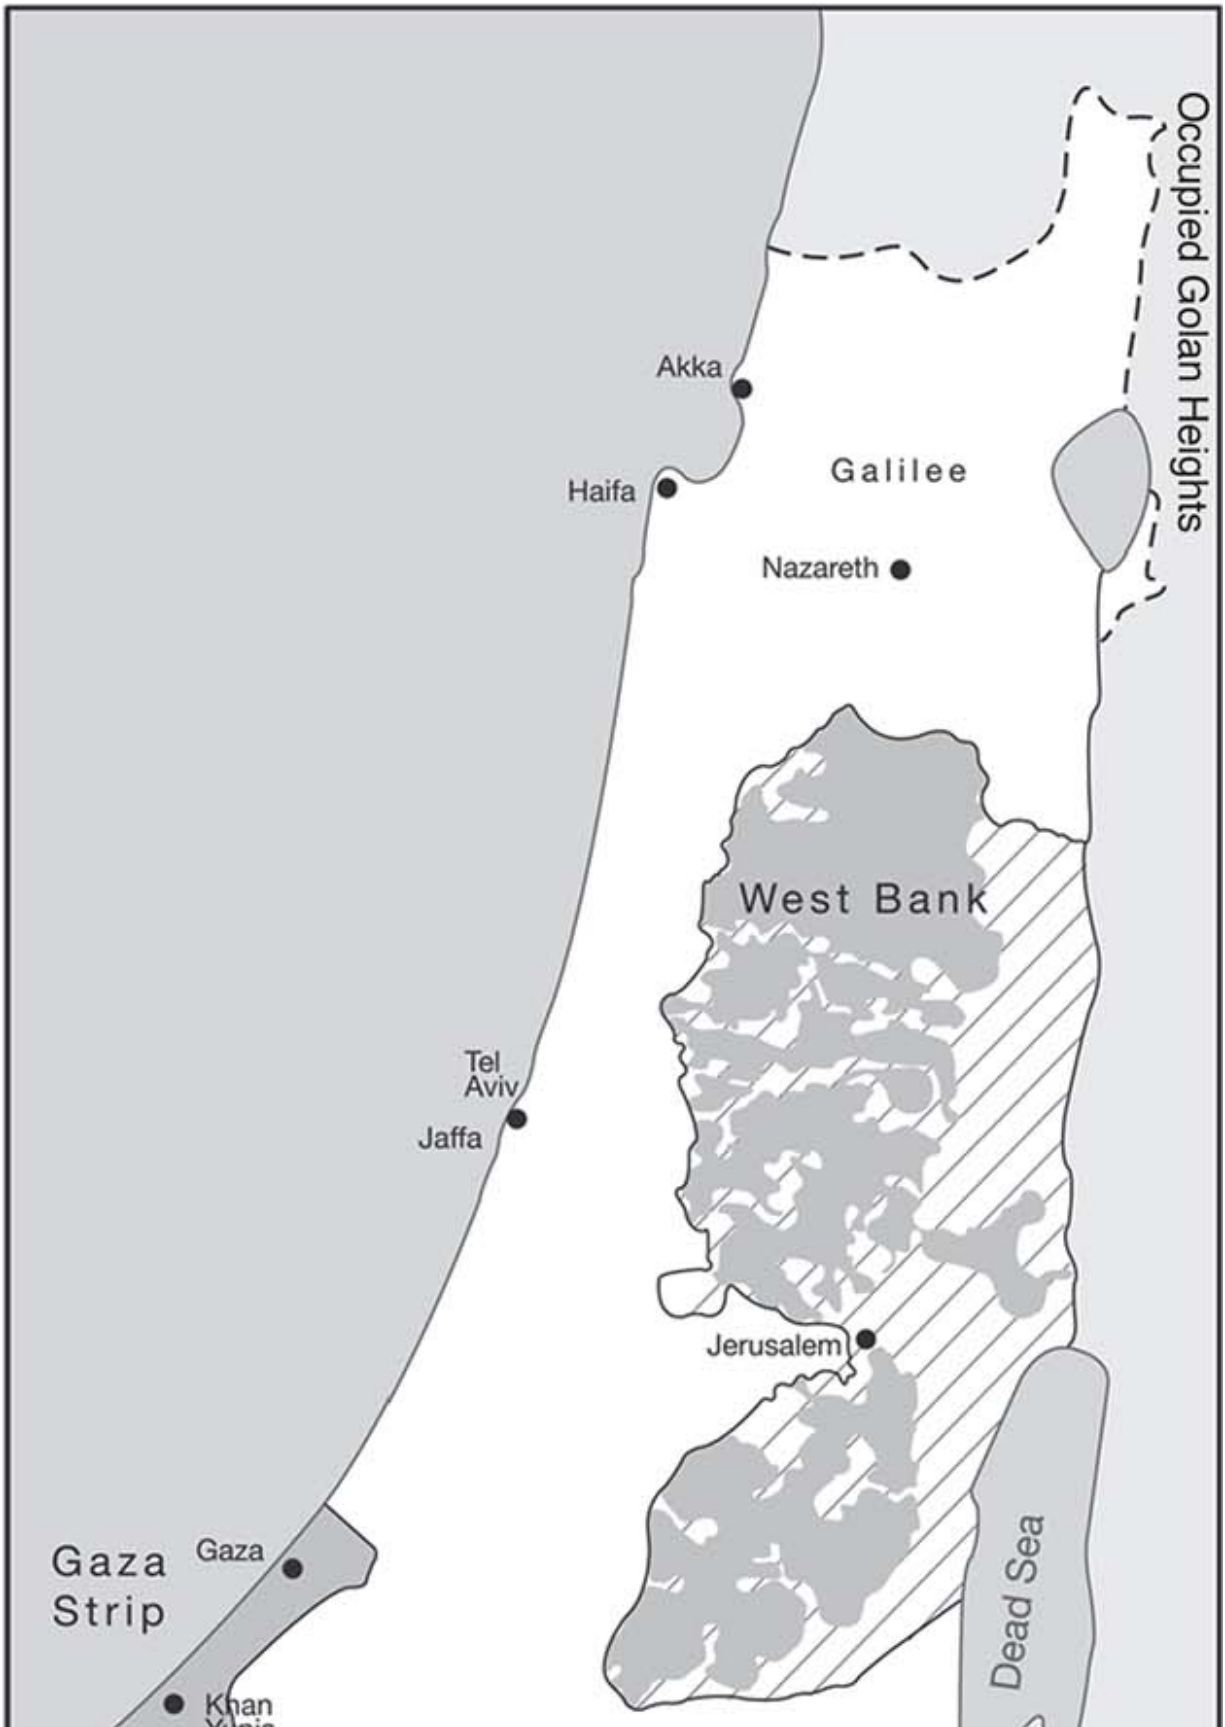 Occupied Golan Heights
Akka
Galilee
Haifa
Nazareth
West Bank
Tel
Aviv
Jaffa
Jerusalem
Gaza
Strip
Gaza
Dead Sea
Khan